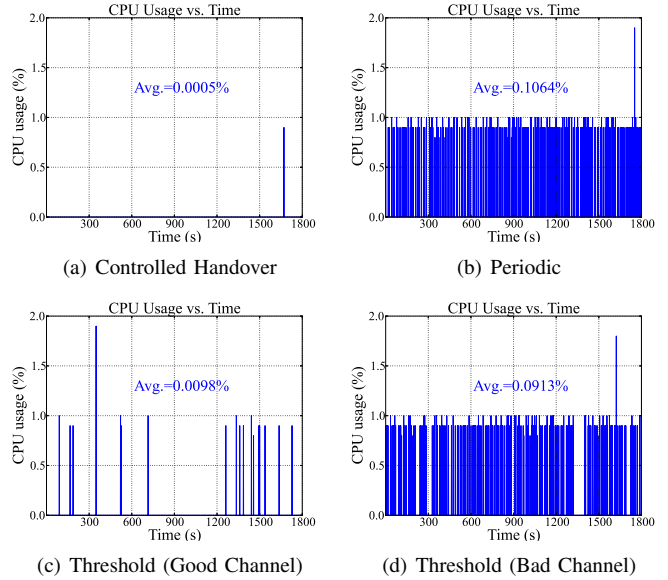 CPU Usage vs. Time
CPU usage (%)
2.0
1.5
1.0
0.5
0.0
Avg.=0.0005%
300 600 900 1200 1500 1800
Time (s)
(a) Controlled Handover
CPU Usage vs. Time
CPU usage (%)
2.0
1.5
1.0
0.5
0.0
Avg.=0.1064%
300 600 900 1200 1500 1800
Time (s)
(b) Periodic
CPU Usage vs. Time
CPU usage (%)
2.0
1.5
1.0
0.5
0.0
Avg.=0.0098%
300 600 900 1200 1500 1800
Time (s)
(c) Threshold (Good Channel)
CPU Usage vs. Time
CPU usage (%)
2.0
1.5
1.0
0.5
0.0
Avg.=0.0913%
300 600 900 1200 1500 1800
Time (s)
(d) Threshold (Bad Channel)